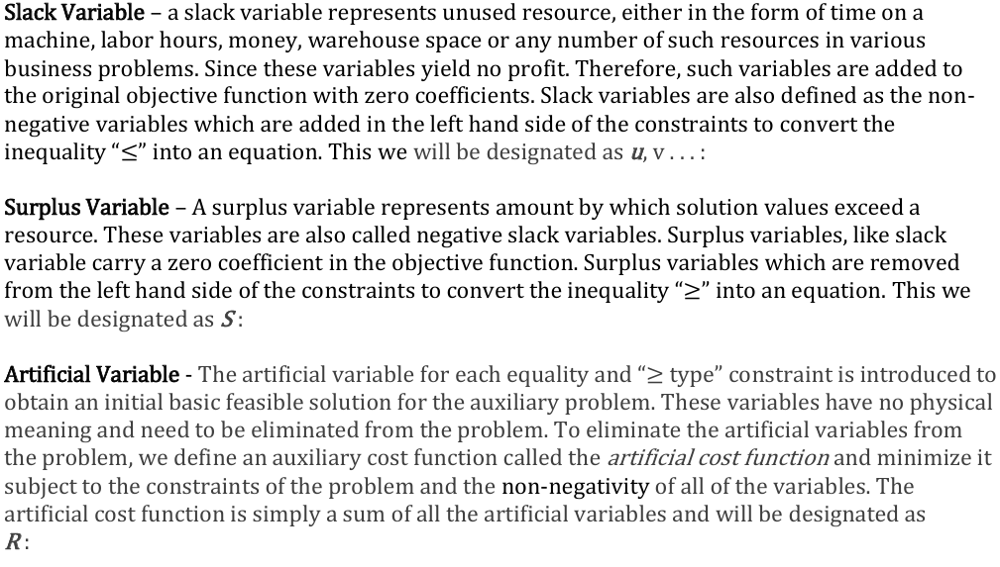 Slack Variable – a slack variable represents unused resource, either in the form of time on a
machine, labor hours, money, warehouse space or any number of such resources in various
business problems. Since these variables yield no profit. Therefore, such variables are added to
the original objective function with zero coefficients. Slack variables are also defined as the non-
negative variables which are added in the left hand side of the constraints to convert the
inequality “≤” into an equation. This we will be designated as u, v . . . :
Surplus Variable – A surplus variable represents amount by which solution values exceed a
resource. These variables are also called negative slack variables. Surplus variables, like slack
variable carry a zero coefficient in the objective function. Surplus variables which are removed
from the left hand side of the constraints to convert the inequality “≥” into an equation. This we
will be designated as S :
Artificial Variable - The artificial variable for each equality and “≥ type” constraint is introduced to
obtain an initial basic feasible solution for the auxiliary problem. These variables have no physical
meaning and need to be eliminated from the problem. To eliminate the artificial variables from
the problem, we define an auxiliary cost function called the artificial cost function and minimize it
subject to the constraints of the problem and the non-negativity of all of the variables. The
artificial cost function is simply a sum of all the artificial variables and will be designated as
R :